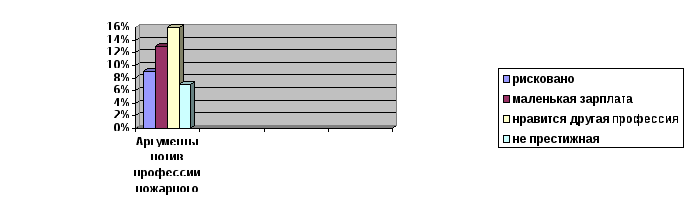 16%
14%
12%
10%
8%
6%
4%
2%
0%
Аргументы
потив
профессии
пожарного
рисковано
маленькая зарплата
нравится другая профессия
не престижная